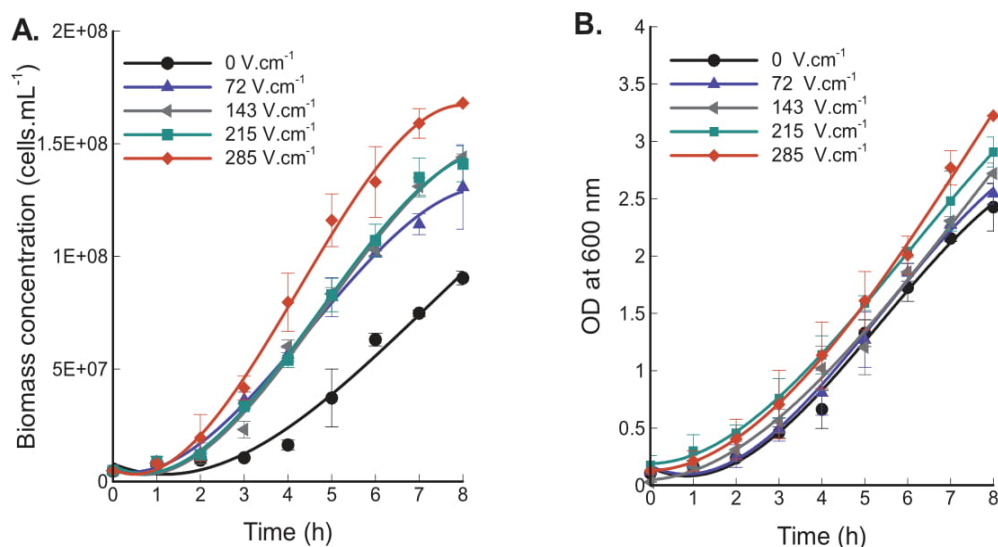 A.
Biomass concentration (cells.mL⁻¹)
2E+08
1.5E+08
1E+08
5E+07
0
0 V.cm⁻¹
72 V.cm⁻¹
143 V.cm⁻¹
215 V.cm⁻¹
285 V.cm⁻¹
0 1 2 3 4 5 6 7 8
Time (h)
B.
OD at 600 nm
4
3.5
3
2.5
2
1.5
1
0.5
0
0 V.cm⁻¹
72 V.cm⁻¹
143 V.cm⁻¹
215 V.cm⁻¹
285 V.cm⁻¹
0 1 2 3 4 5 6 7 8
Time (h)